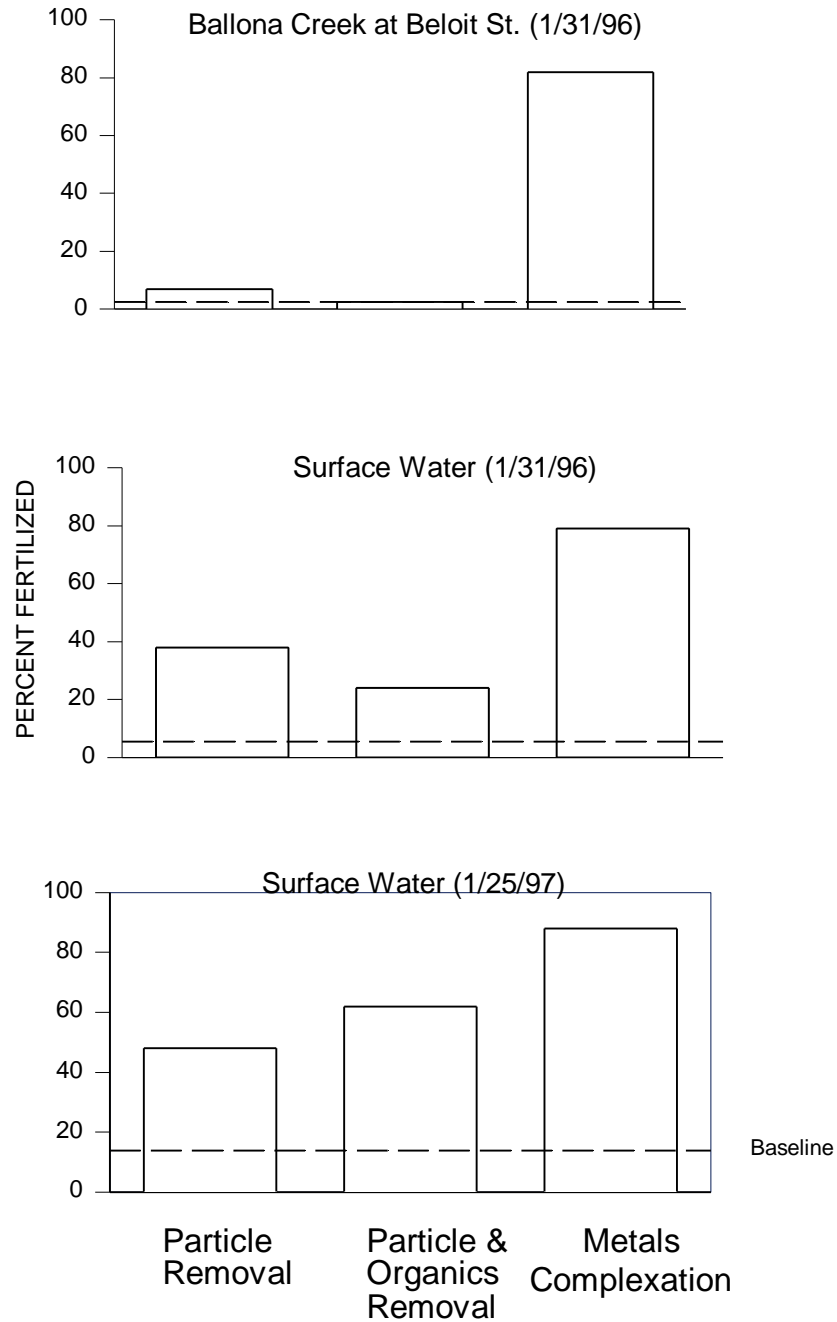 Ballona Creek at Beloit St. (1/31/96)
100
80
60
40
20
0
PERCENT FERTILIZED
Surface Water (1/31/96)
100
80
60
40
20
0
Surface Water (1/25/97)
100
80
60
40
20
0
Baseline
Particle
Removal
Particle &
Organics
Removal
Metals
Complexation